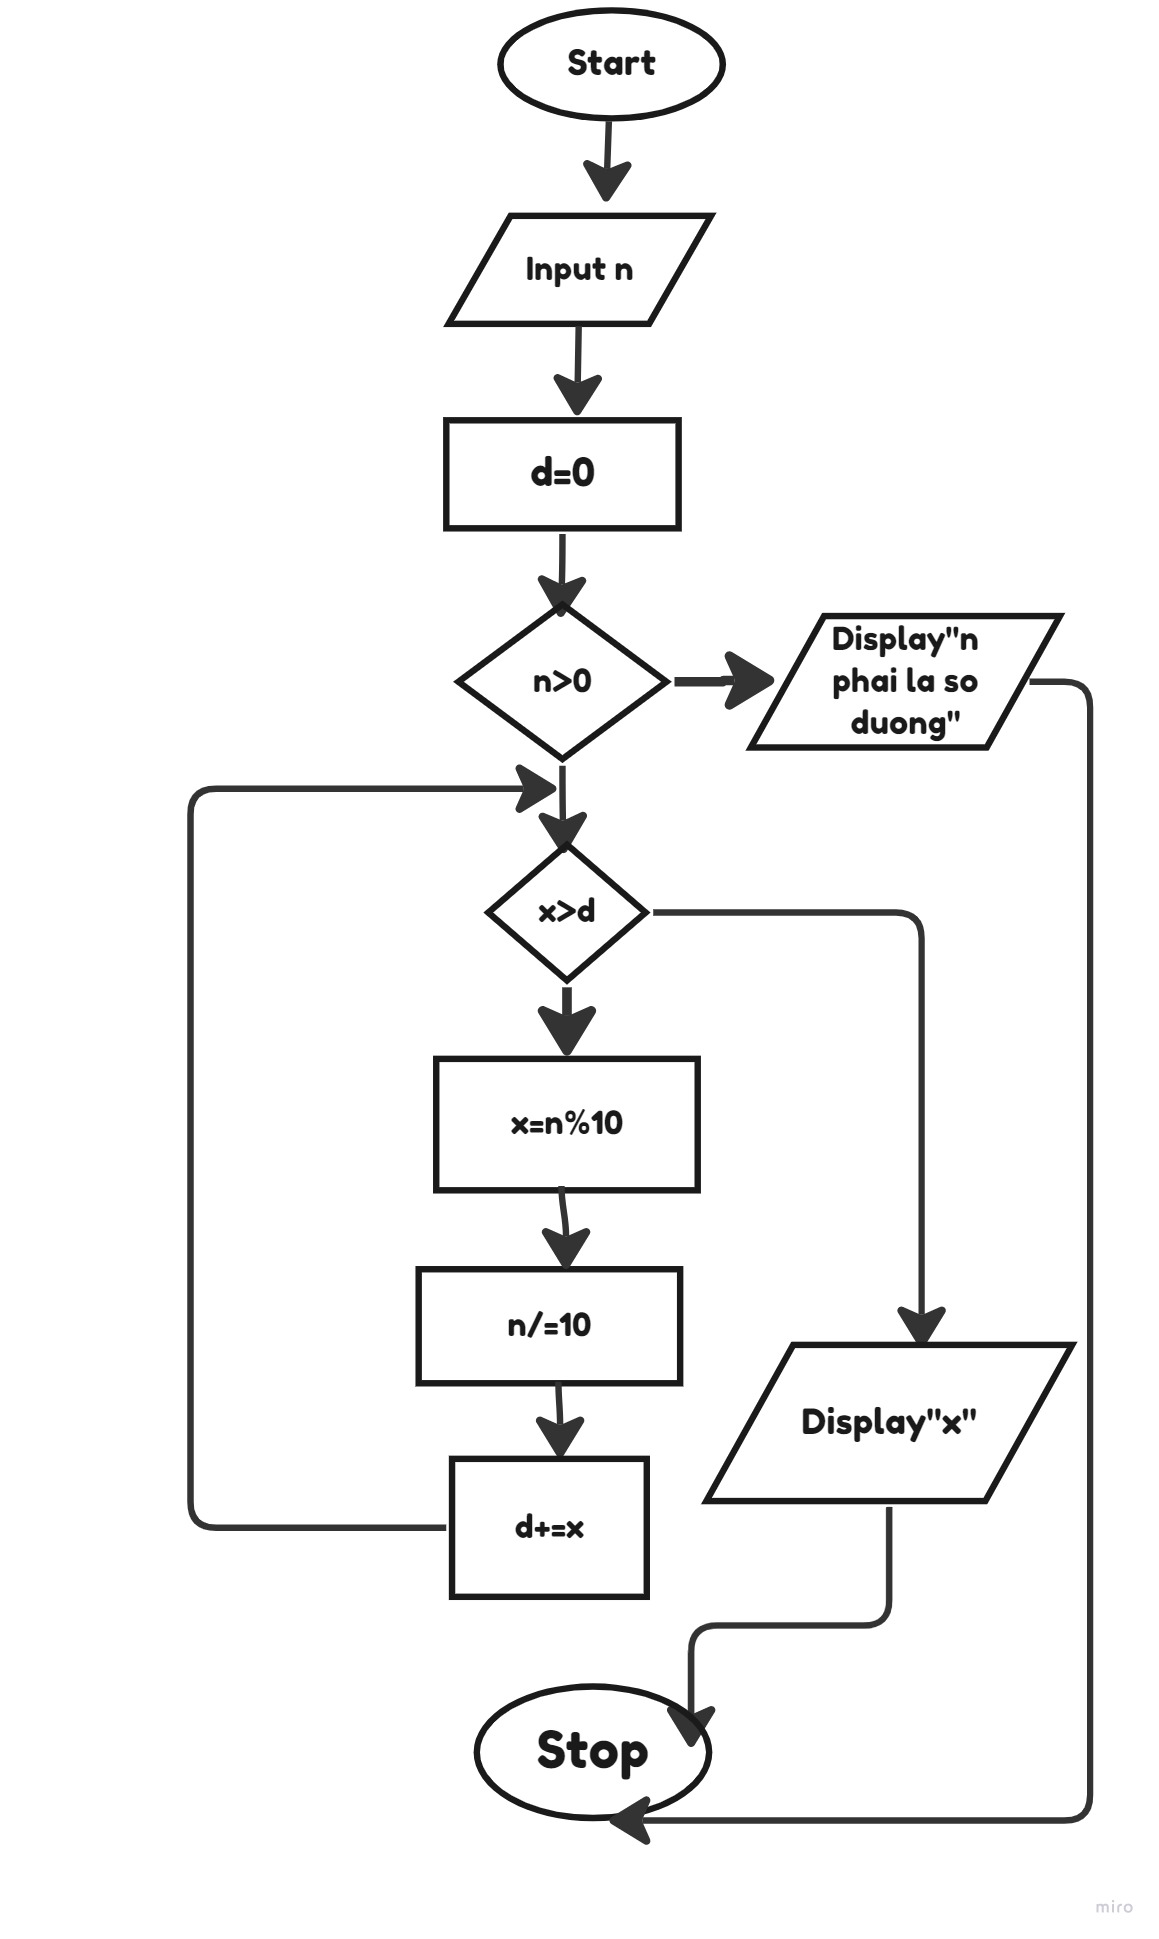 Start
Input n
d=0
n>0
Display"n
phai la so
duong"
x>d
x=n%10
n/=10
Display"x"
d+=x
Stop
miro